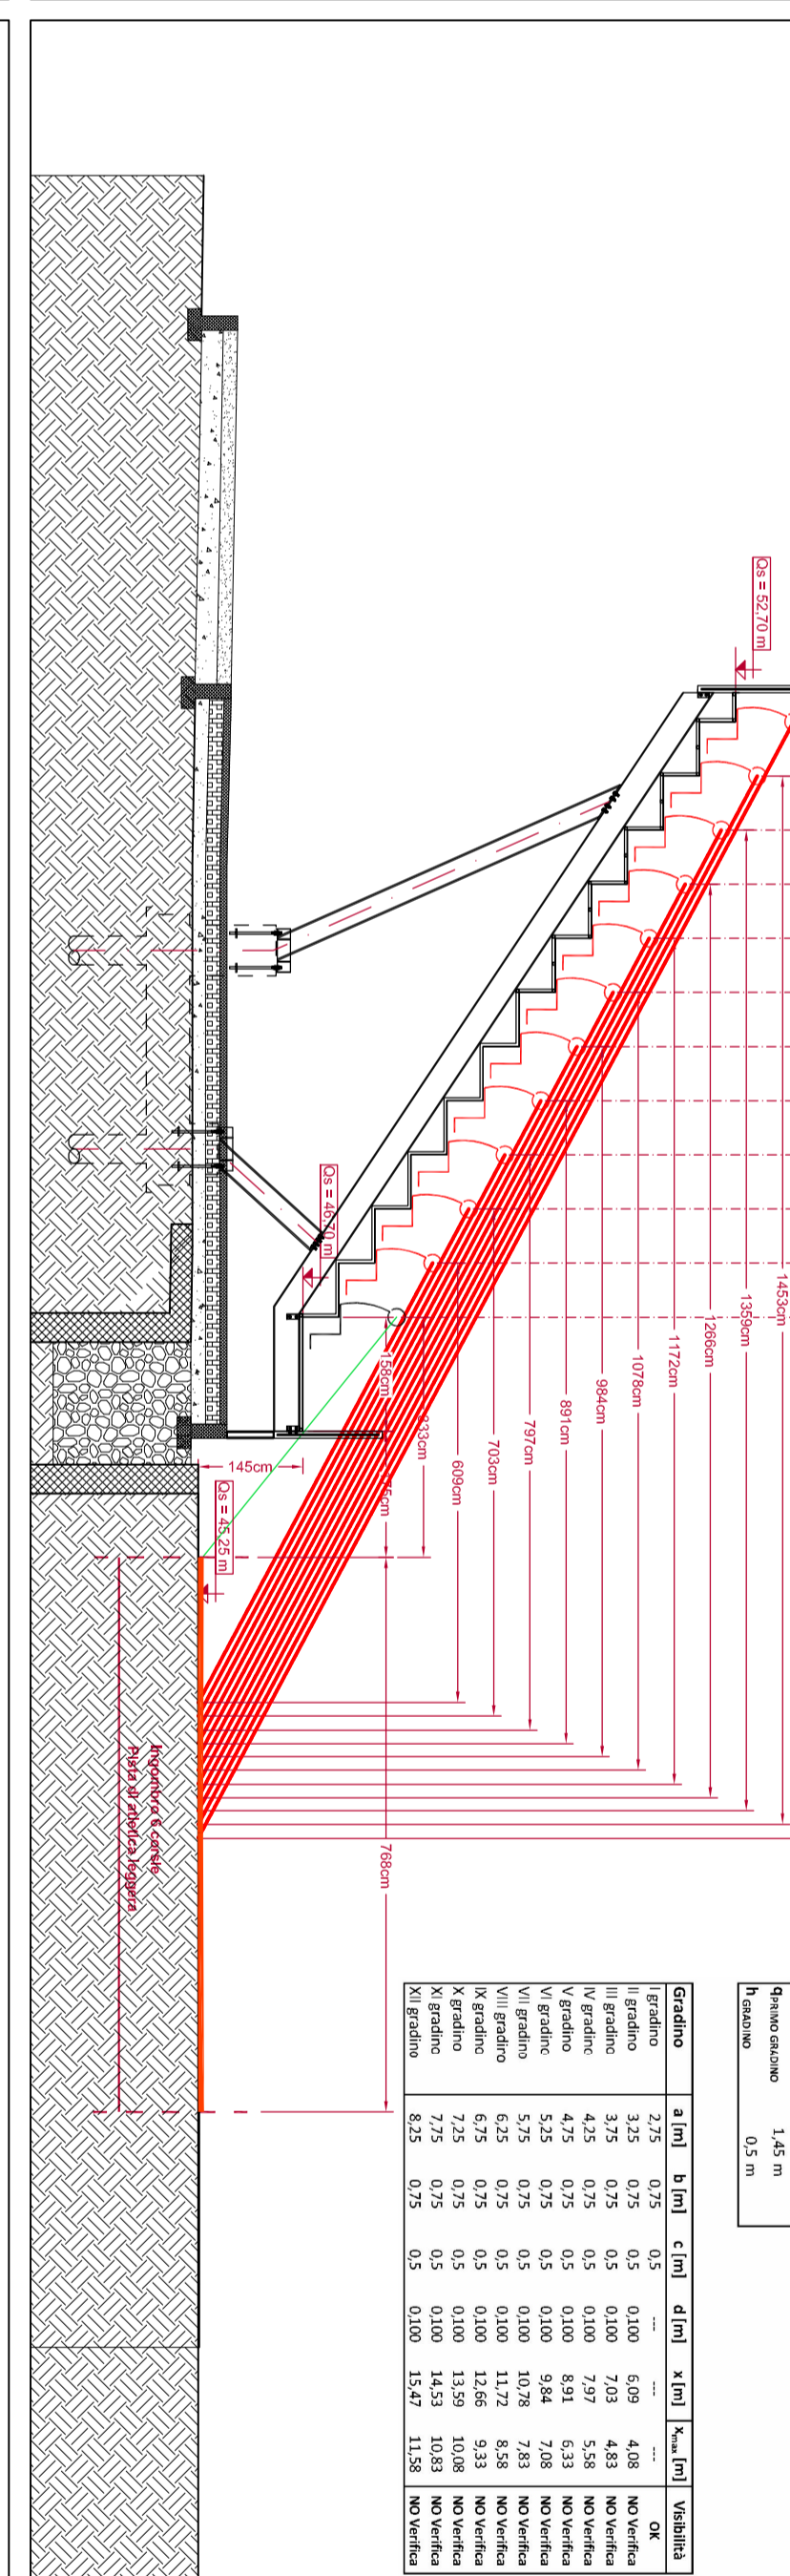 Qs = 52,70 m
Qs = 46,70 m
Qs = 45,25 m
1453cm
1359cm
1266cm
1172cm
1078cm
984cm
891cm
797cm
703cm
609cm
158cm
145cm
768cm
Ingombro 6 corsie
Pista di atletica leggera
qPRIMO GRADINO 1,45 m
hGRADINO 0,5 m
Gradino a [m] b [m] c [m] d [m] x [m] xmax [m] Visibilità
I gradino 2,75 0,75 0,5 --- --- --- OK
II gradino 3,25 0,75 0,5 0,100 6,09 4,08 NO Verifica
III gradino 3,75 0,75 0,5 0,100 7,03 4,83 NO Verifica
IV gradino 4,25 0,75 0,5 0,100 7,97 5,58 NO Verifica
V gradino 4,75 0,75 0,5 0,100 8,91 6,33 NO Verifica
VI gradino 5,25 0,75 0,5 0,100 9,84 7,08 NO Verifica
VII gradino 5,75 0,75 0,5 0,100 10,78 7,83 NO Verifica
VIII gradino 6,25 0,75 0,5 0,100 11,72 8,58 NO Verifica
IX gradino 6,75 0,75 0,5 0,100 12,66 9,33 NO Verifica
X gradino 7,25 0,75 0,5 0,100 13,59 10,08 NO Verifica
XI gradino 7,75 0,75 0,5 0,100 14,53 10,83 NO Verifica
XII gradino 8,25 0,75 0,5 0,100 15,47 11,58 NO Verifica